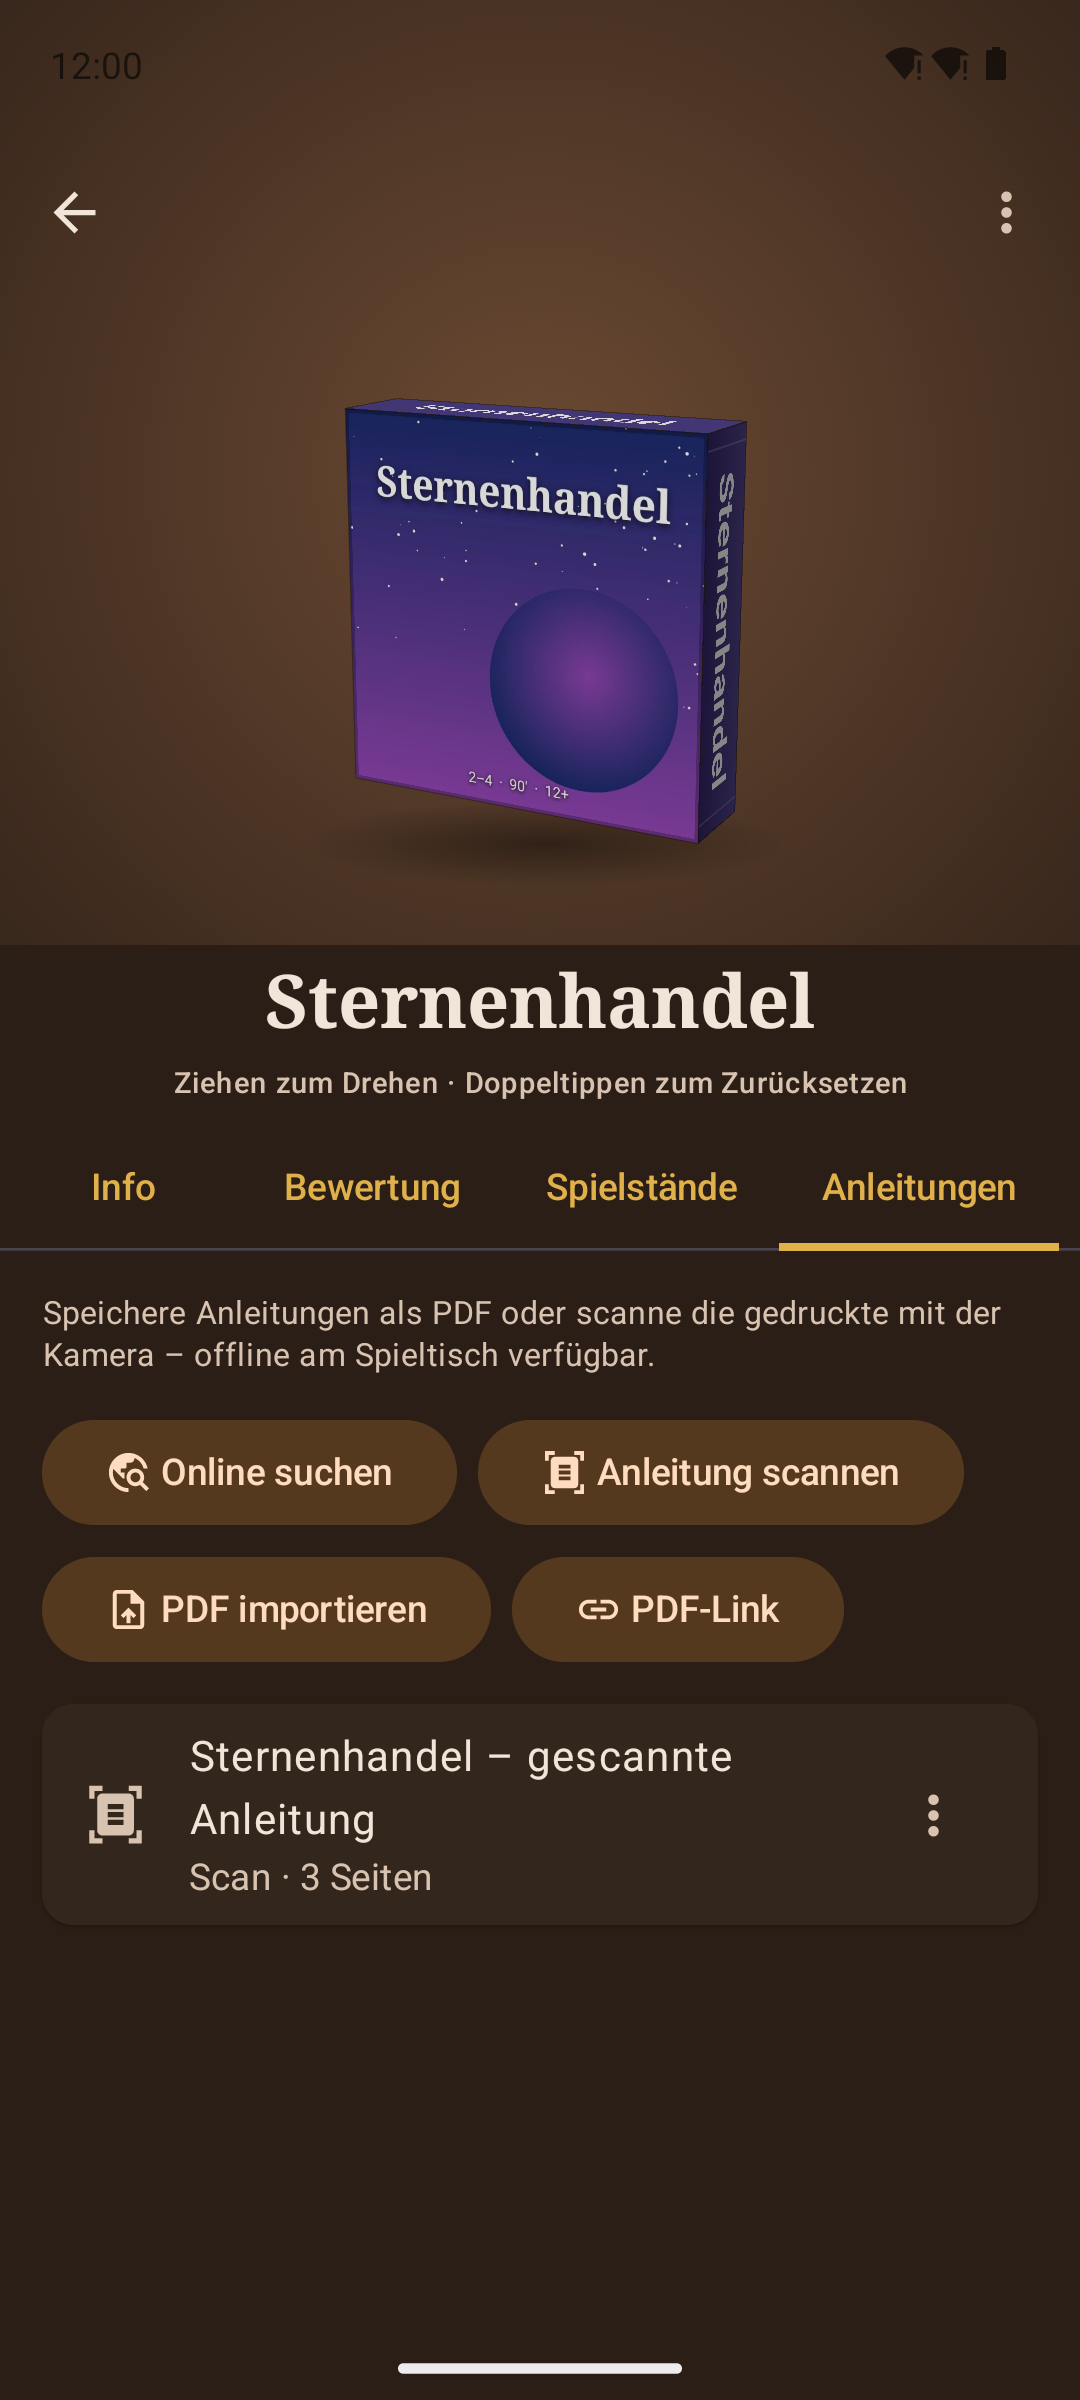 12:00
Sternenhandel
Sternenhandel
Sternenhandel
2–4 · 90' · 12+
Sternenhandel
Ziehen zum Drehen · Doppeltippen zum Zurücksetzen
Info Bewertung Spielstände Anleitungen
Speichere Anleitungen als PDF oder scanne die gedruckte mit der
Kamera – offline am Spieltisch verfügbar.
Online suchen Anleitung scannen
PDF importieren PDF-Link
Sternenhandel – gescannte
Anleitung
Scan · 3 Seiten